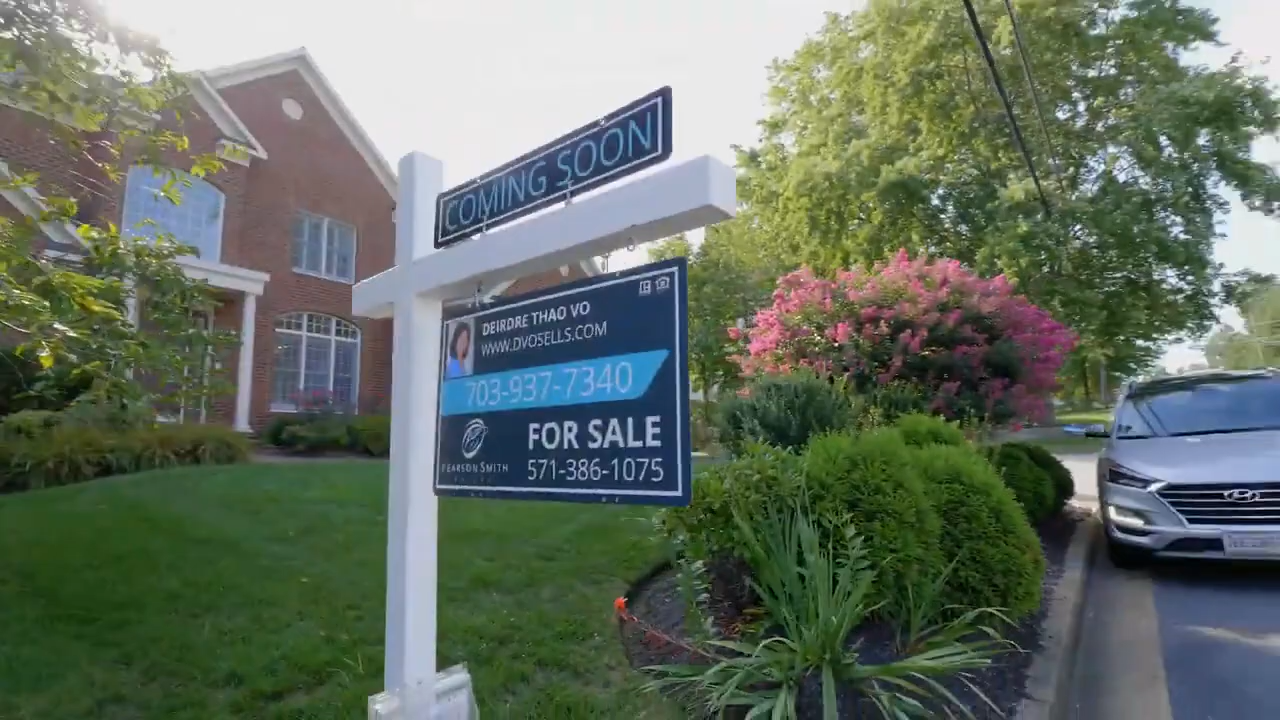 COMING SOON
DEIRDRE THAO VO
WWW.DVOSELLS.COM
703-937-7340
FOR SALE
571-386-1075
PEARSON SMITH